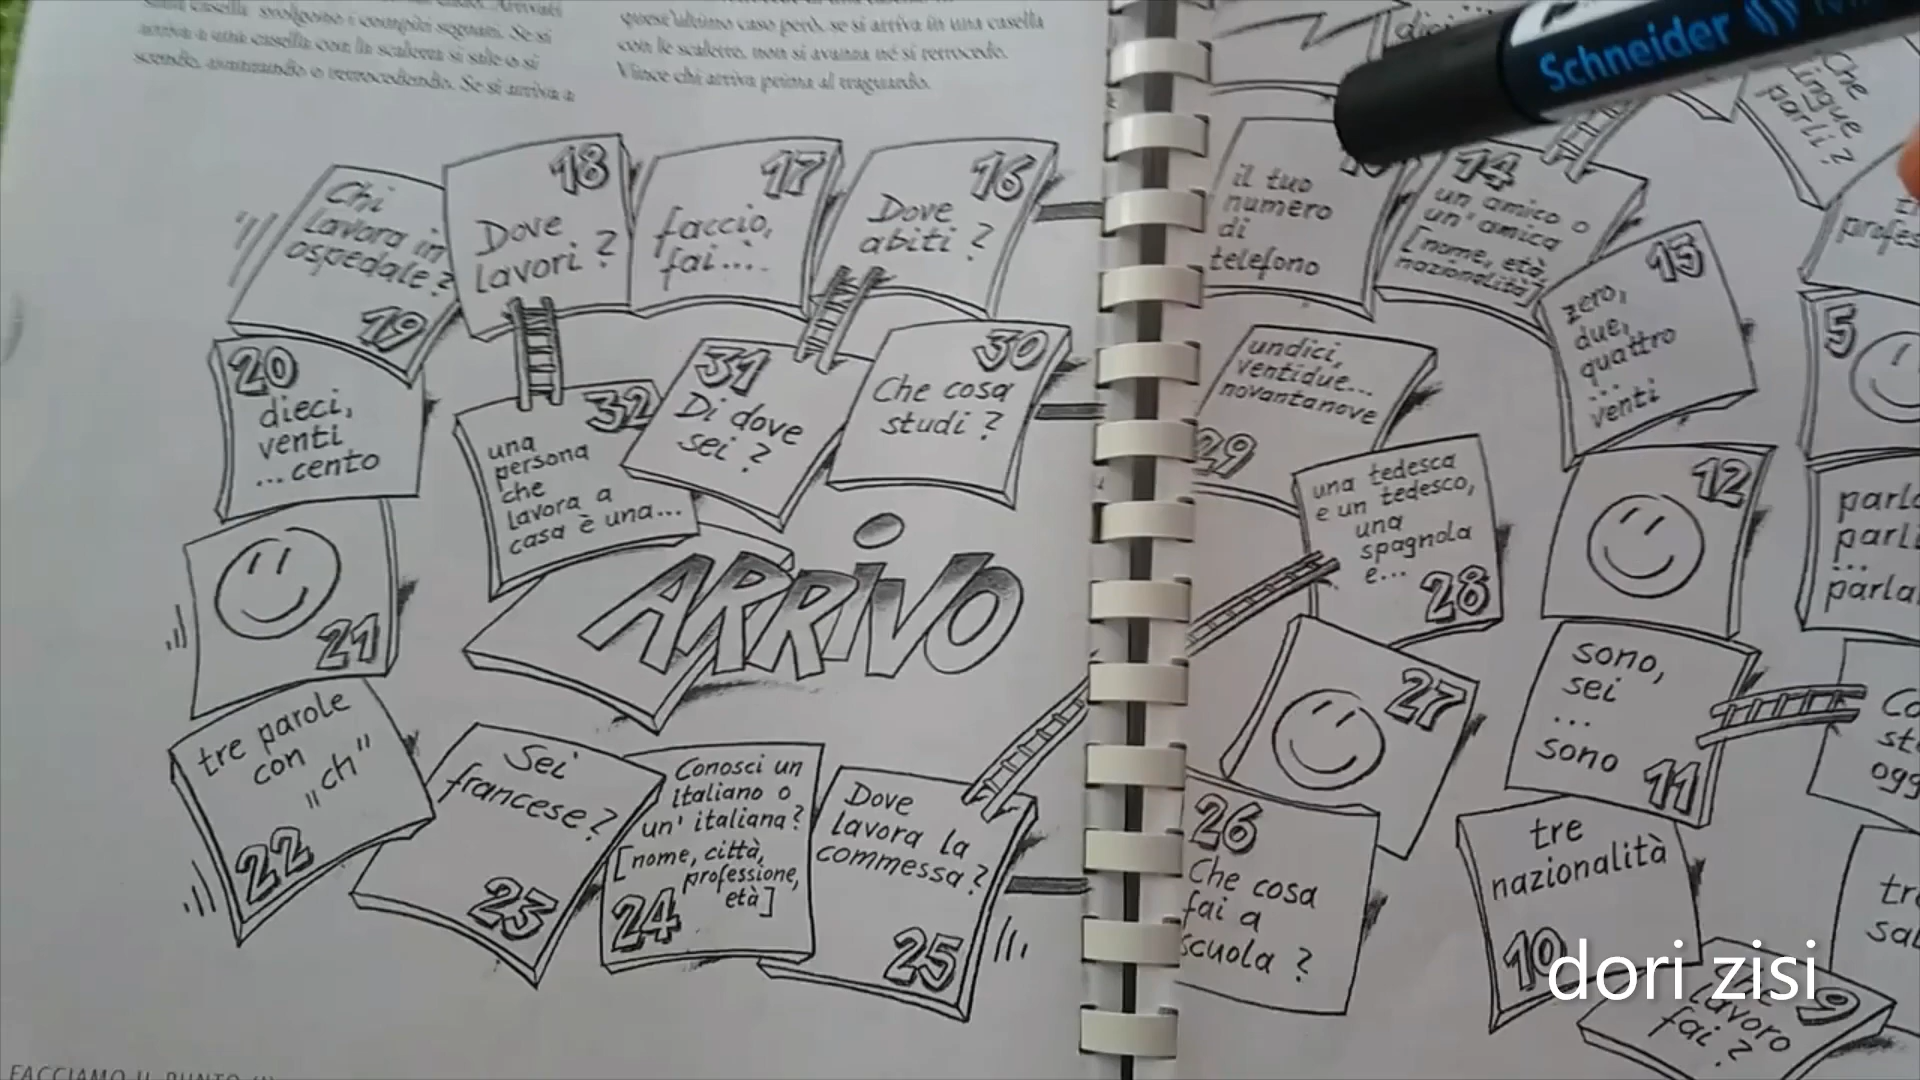 arriva a una casella con la scaletta si sale o si
scende, avanzando o retrocedendo. Se si arriva a
quest'ultimo caso però, se si arriva in una casella
con le scalette, non si avanza né si retrocede.
Vince chi arriva prima al traguardo.
Chi
lavora in
ospedale?
19
18
Dove
lavori?
17
faccio,
fai....
16
Dove
abiti?
20
dieci,
venti
...cento
32
una
persona
che
lavora a
casa è una...
31
Di dove
sei?
30
Che cosa
studi?
21
ARRIVO
tre parole
con
„ch"
22
Sei
francese?
23
Conosci un
italiano o
un' italiana?
[nome, città,
professione,
età]
24
Dove
lavora la
commessa?
25
Schneider
Che
lingue
parli?
il tuo
numero
di
telefono
14
un amico o
un' amica
[nome, età,
nazionalità]
13
zero,
due,
quattro
...
venti
5
undici,
ventidue...
novantanove
29
una tedesca
e un tedesco,
una
spagnola
e...
28
12
parli
...
27
sono,
sei
...
sono
11
26
Che cosa
fai a
scuola?
tre
nazionalità
10
9
lavoro
fai?
dori zisi
FACCIAMO IL PUNTO